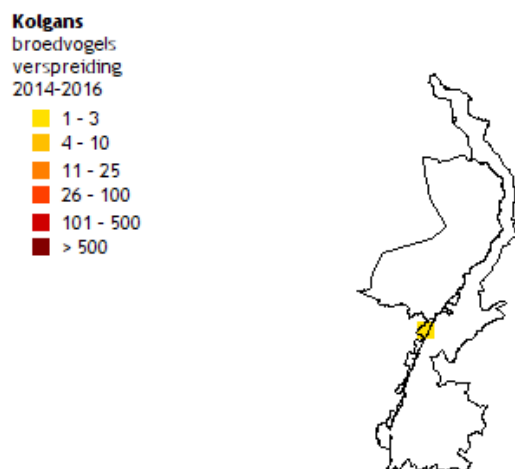 Kolgans
broedvogels
verspreiding
2014-2016
1 - 3
4 - 10
11 - 25
26 - 100
101 - 500
> 500